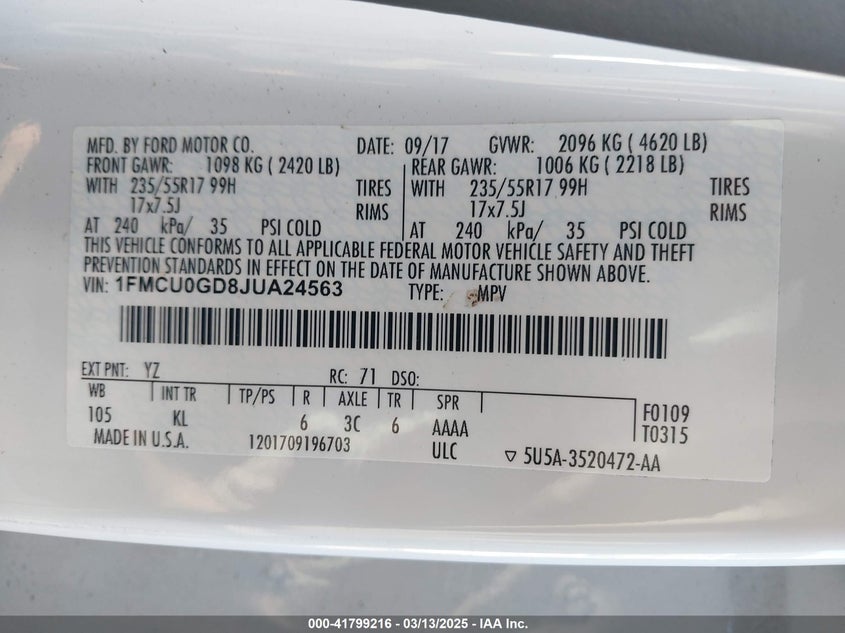 MFD. BY FORD MOTOR CO. DATE: 09/17 GVWR: 2096 KG ( 4620 LB)
FRONT GAWR: 1098 KG ( 2420 LB) REAR GAWR: 1006 KG ( 2218 LB)
WITH 235/55R17 99H TIRES WITH 235/55R17 99H TIRES
17x7.5J RIMS 17x7.5J RIMS
AT 240 kPa/ 35 PSI COLD AT 240 kPa/ 35 PSI COLD
THIS VEHICLE CONFORMS TO ALL APPLICABLE FEDERAL MOTOR VEHICLE SAFETY AND THEFT
PREVENTION STANDARDS IN EFFECT ON THE DATE OF MANUFACTURE SHOWN ABOVE.
VIN: 1FMCU0GD8JUA24563 TYPE: MPV
EXT PNT: YZ RC: 71 DSO:
WB INT TR TP/PS R AXLE TR SPR F0109
105 KL 6 3C 6 AAAA T0315
MADE IN U.S.A. 1201709196703 ULC ▽ 5U5A-3520472-AA
000-41799216 - 03/13/2025 - IAA Inc.